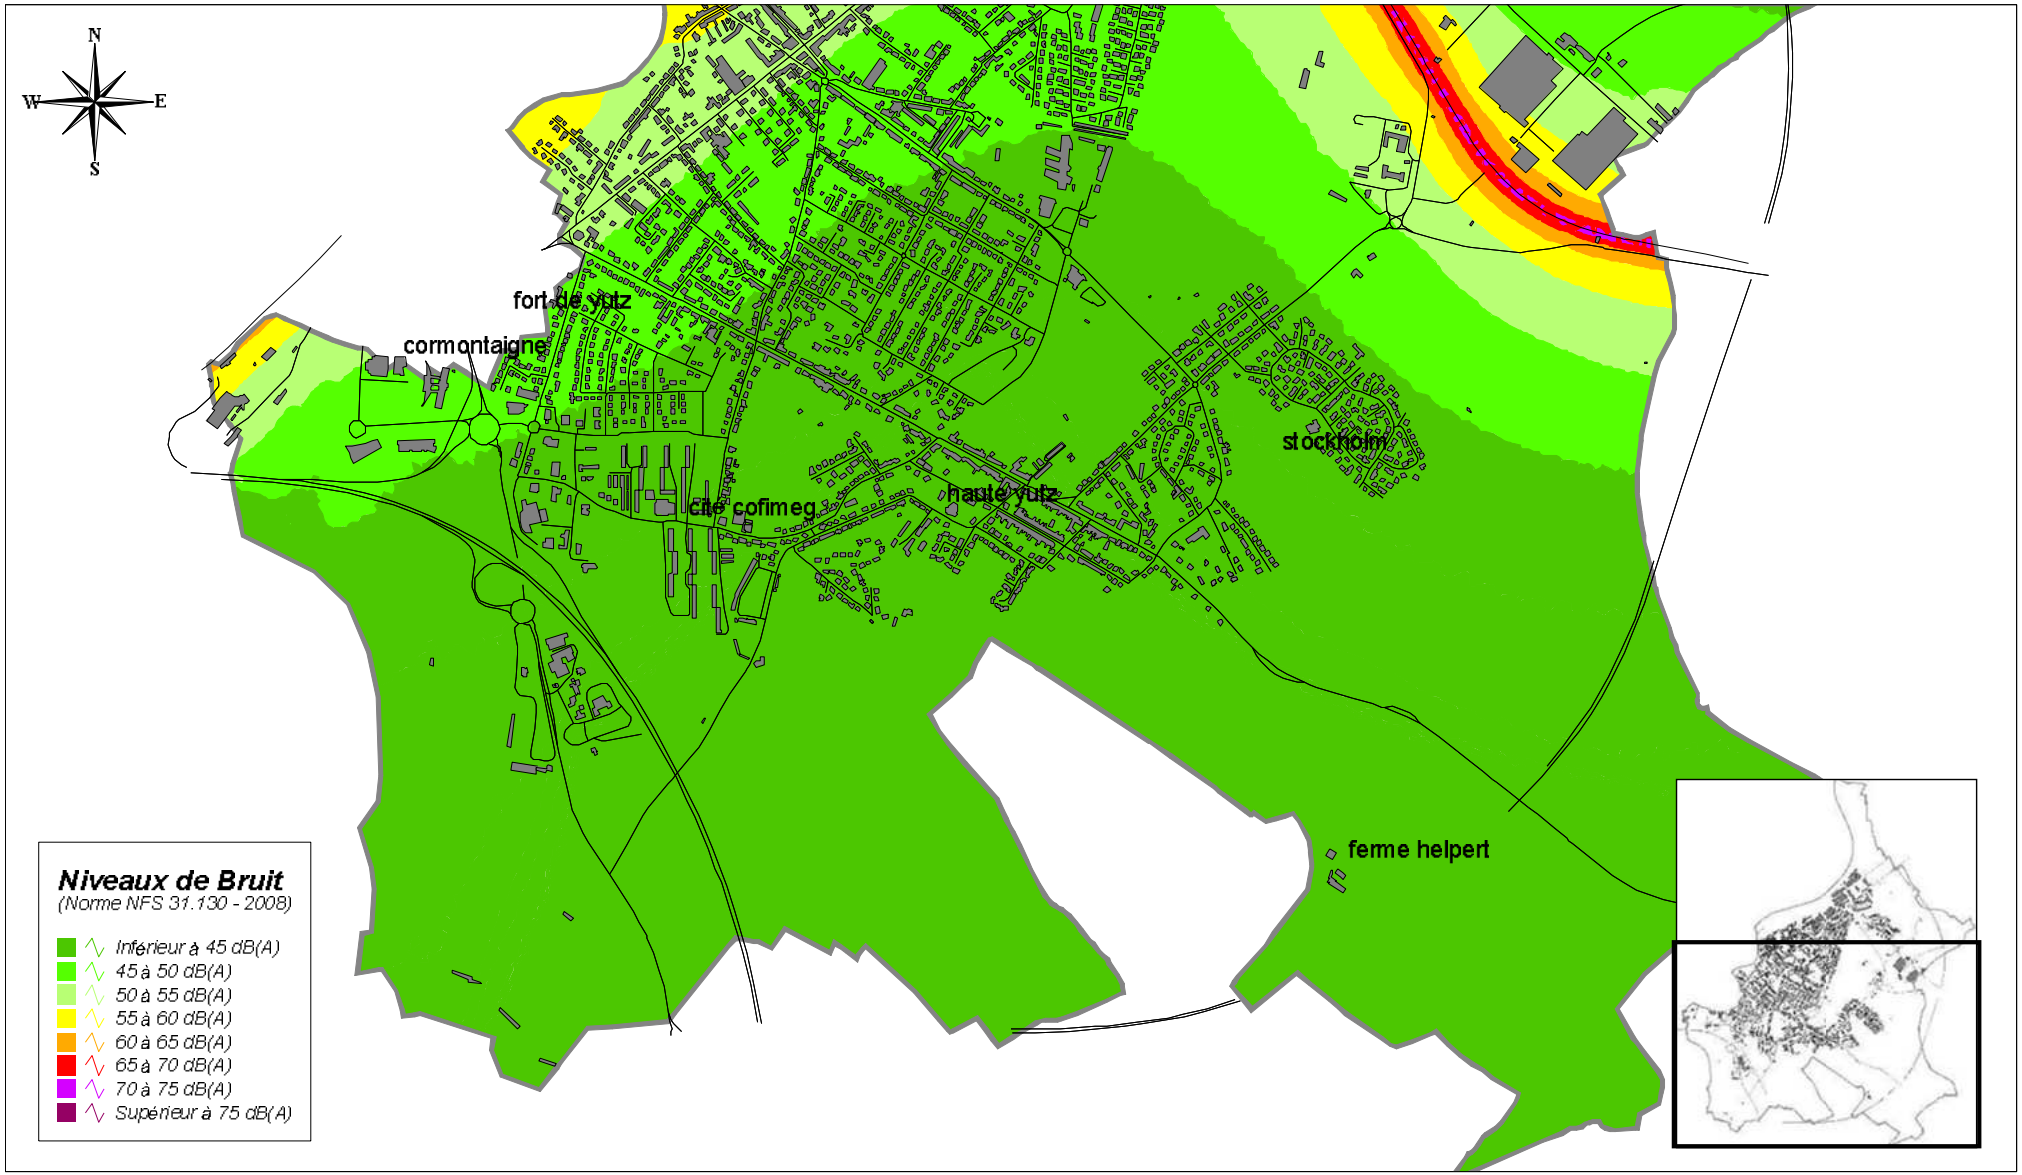 N
W E
S
fort de yutz
cormontaigne
stockholm
haute yutz
cité cofimeg
ferme helpert
Niveaux de Bruit
(Norme NFS 31.130 - 2008)
Inférieur à 45 dB(A)
45 à 50 dB(A)
50 à 55 dB(A)
55 à 60 dB(A)
60 à 65 dB(A)
65 à 70 dB(A)
70 à 75 dB(A)
Supérieur à 75 dB(A)